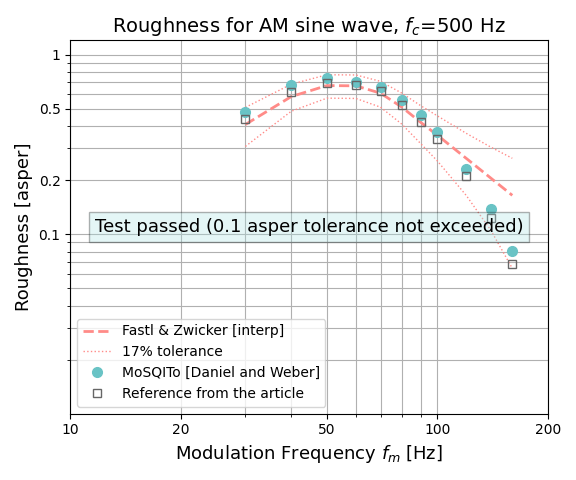 Roughness for AM sine wave, f_c=500 Hz
1
0.5
0.2
0.1
Roughness [asper]
Test passed (0.1 asper tolerance not exceeded)
Fastl & Zwicker [interp]
17% tolerance
MoSQITo [Daniel and Weber]
Reference from the article
10 20 50 100 200
Modulation Frequency f_m [Hz]